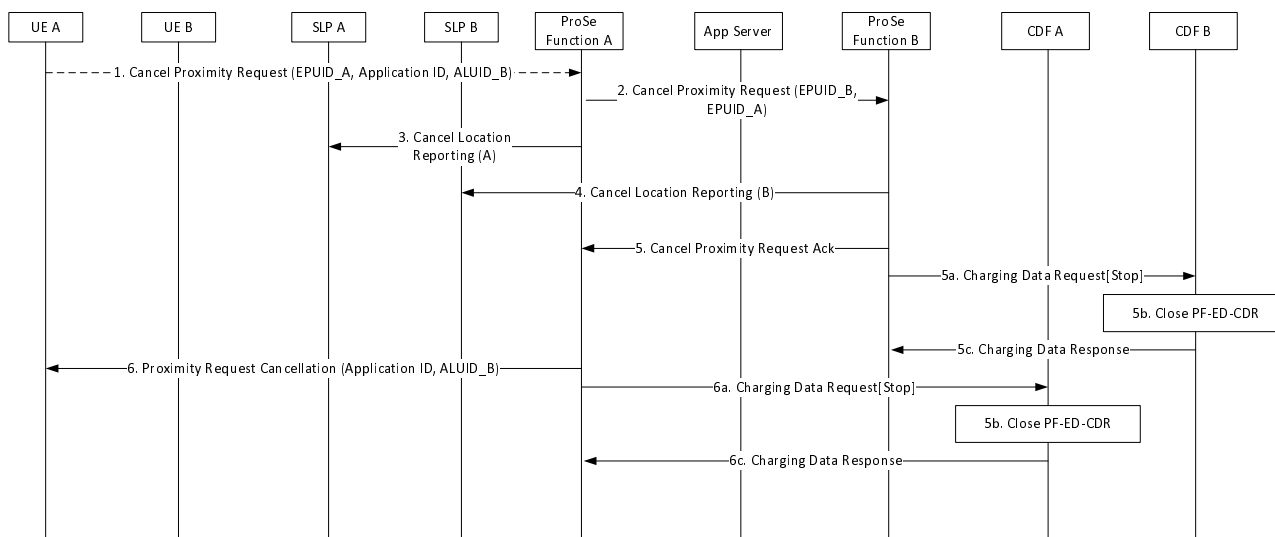 UE A
UE B
SLP A
SLP B
ProSe
Function A
App Server
ProSe
Function B
CDF A
CDF B
1. Cancel Proximity Request (EPUID_A, Application ID, ALUID_B)
2. Cancel Proximity Request (EPUID_B,
EPUID_A)
3. Cancel Location
Reporting (A)
4. Cancel Location Reporting (B)
5. Cancel Proximity Request Ack
5a. Charging Data Request[Stop]
5b. Close PF-ED-CDR
5c. Charging Data Response
6. Proximity Request Cancellation (Application ID, ALUID_B)
6a. Charging Data Request[Stop]
5b. Close PF-ED-CDR
6c. Charging Data Response